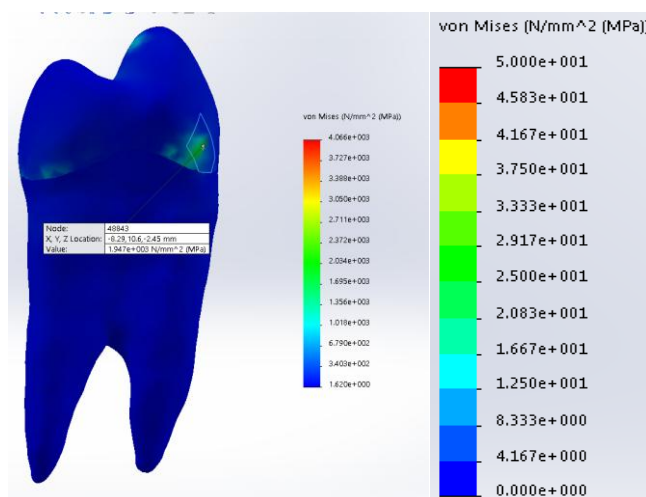 von Mises (N/mm^2 (MPa))
4.066e+003
3.727e+003
3.388e+003
3.050e+003
2.711e+003
2.372e+003
2.034e+003
1.695e+003
1.356e+003
1.018e+003
6.790e+002
3.403e+002
1.620e+000
Node: 48843
X, Y, Z Location: -8.29,10.6,-2.45 mm
Value: 1.947e+003 N/mm^2 (MPa)
von Mises (N/mm^2 (MPa))
5.000e+001
4.583e+001
4.167e+001
3.750e+001
3.333e+001
2.917e+001
2.500e+001
2.083e+001
1.667e+001
1.250e+001
8.333e+000
4.167e+000
0.000e+000